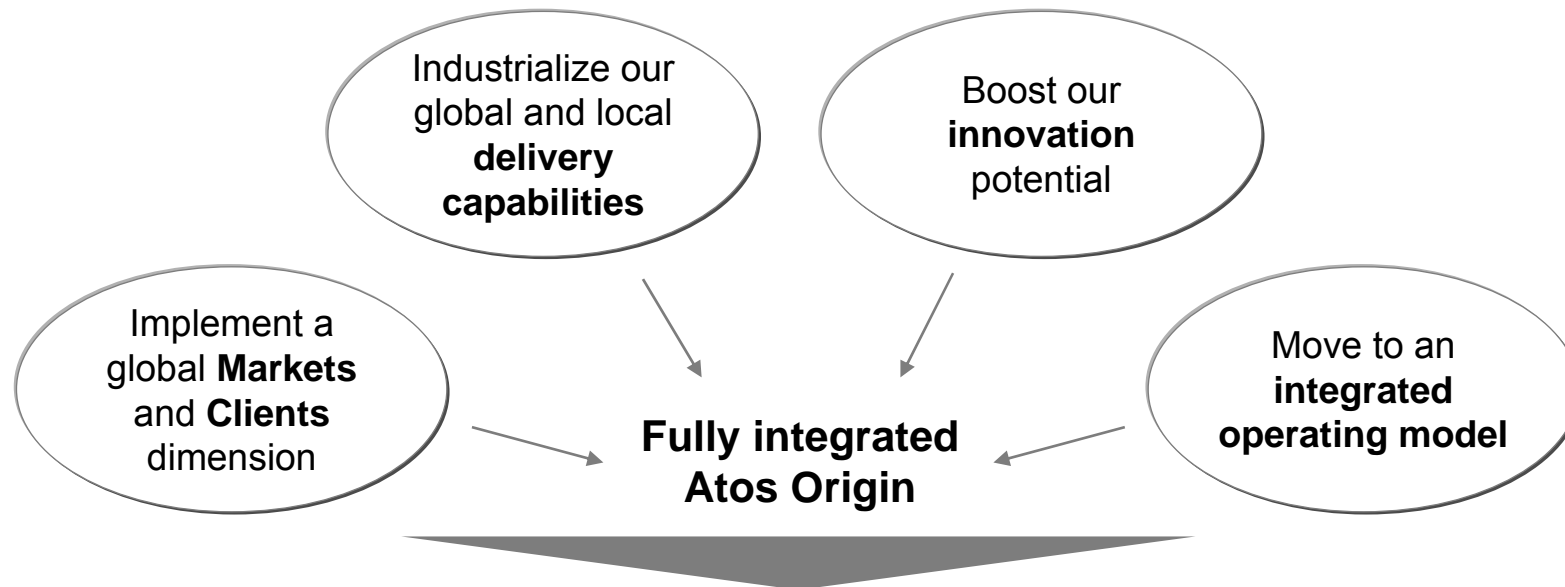 Industrialize our
global and local
delivery
capabilities
Boost our
innovation
potential
Implement a
global Markets
and Clients
dimension
Move to an
integrated
operating model
Fully integrated
Atos Origin